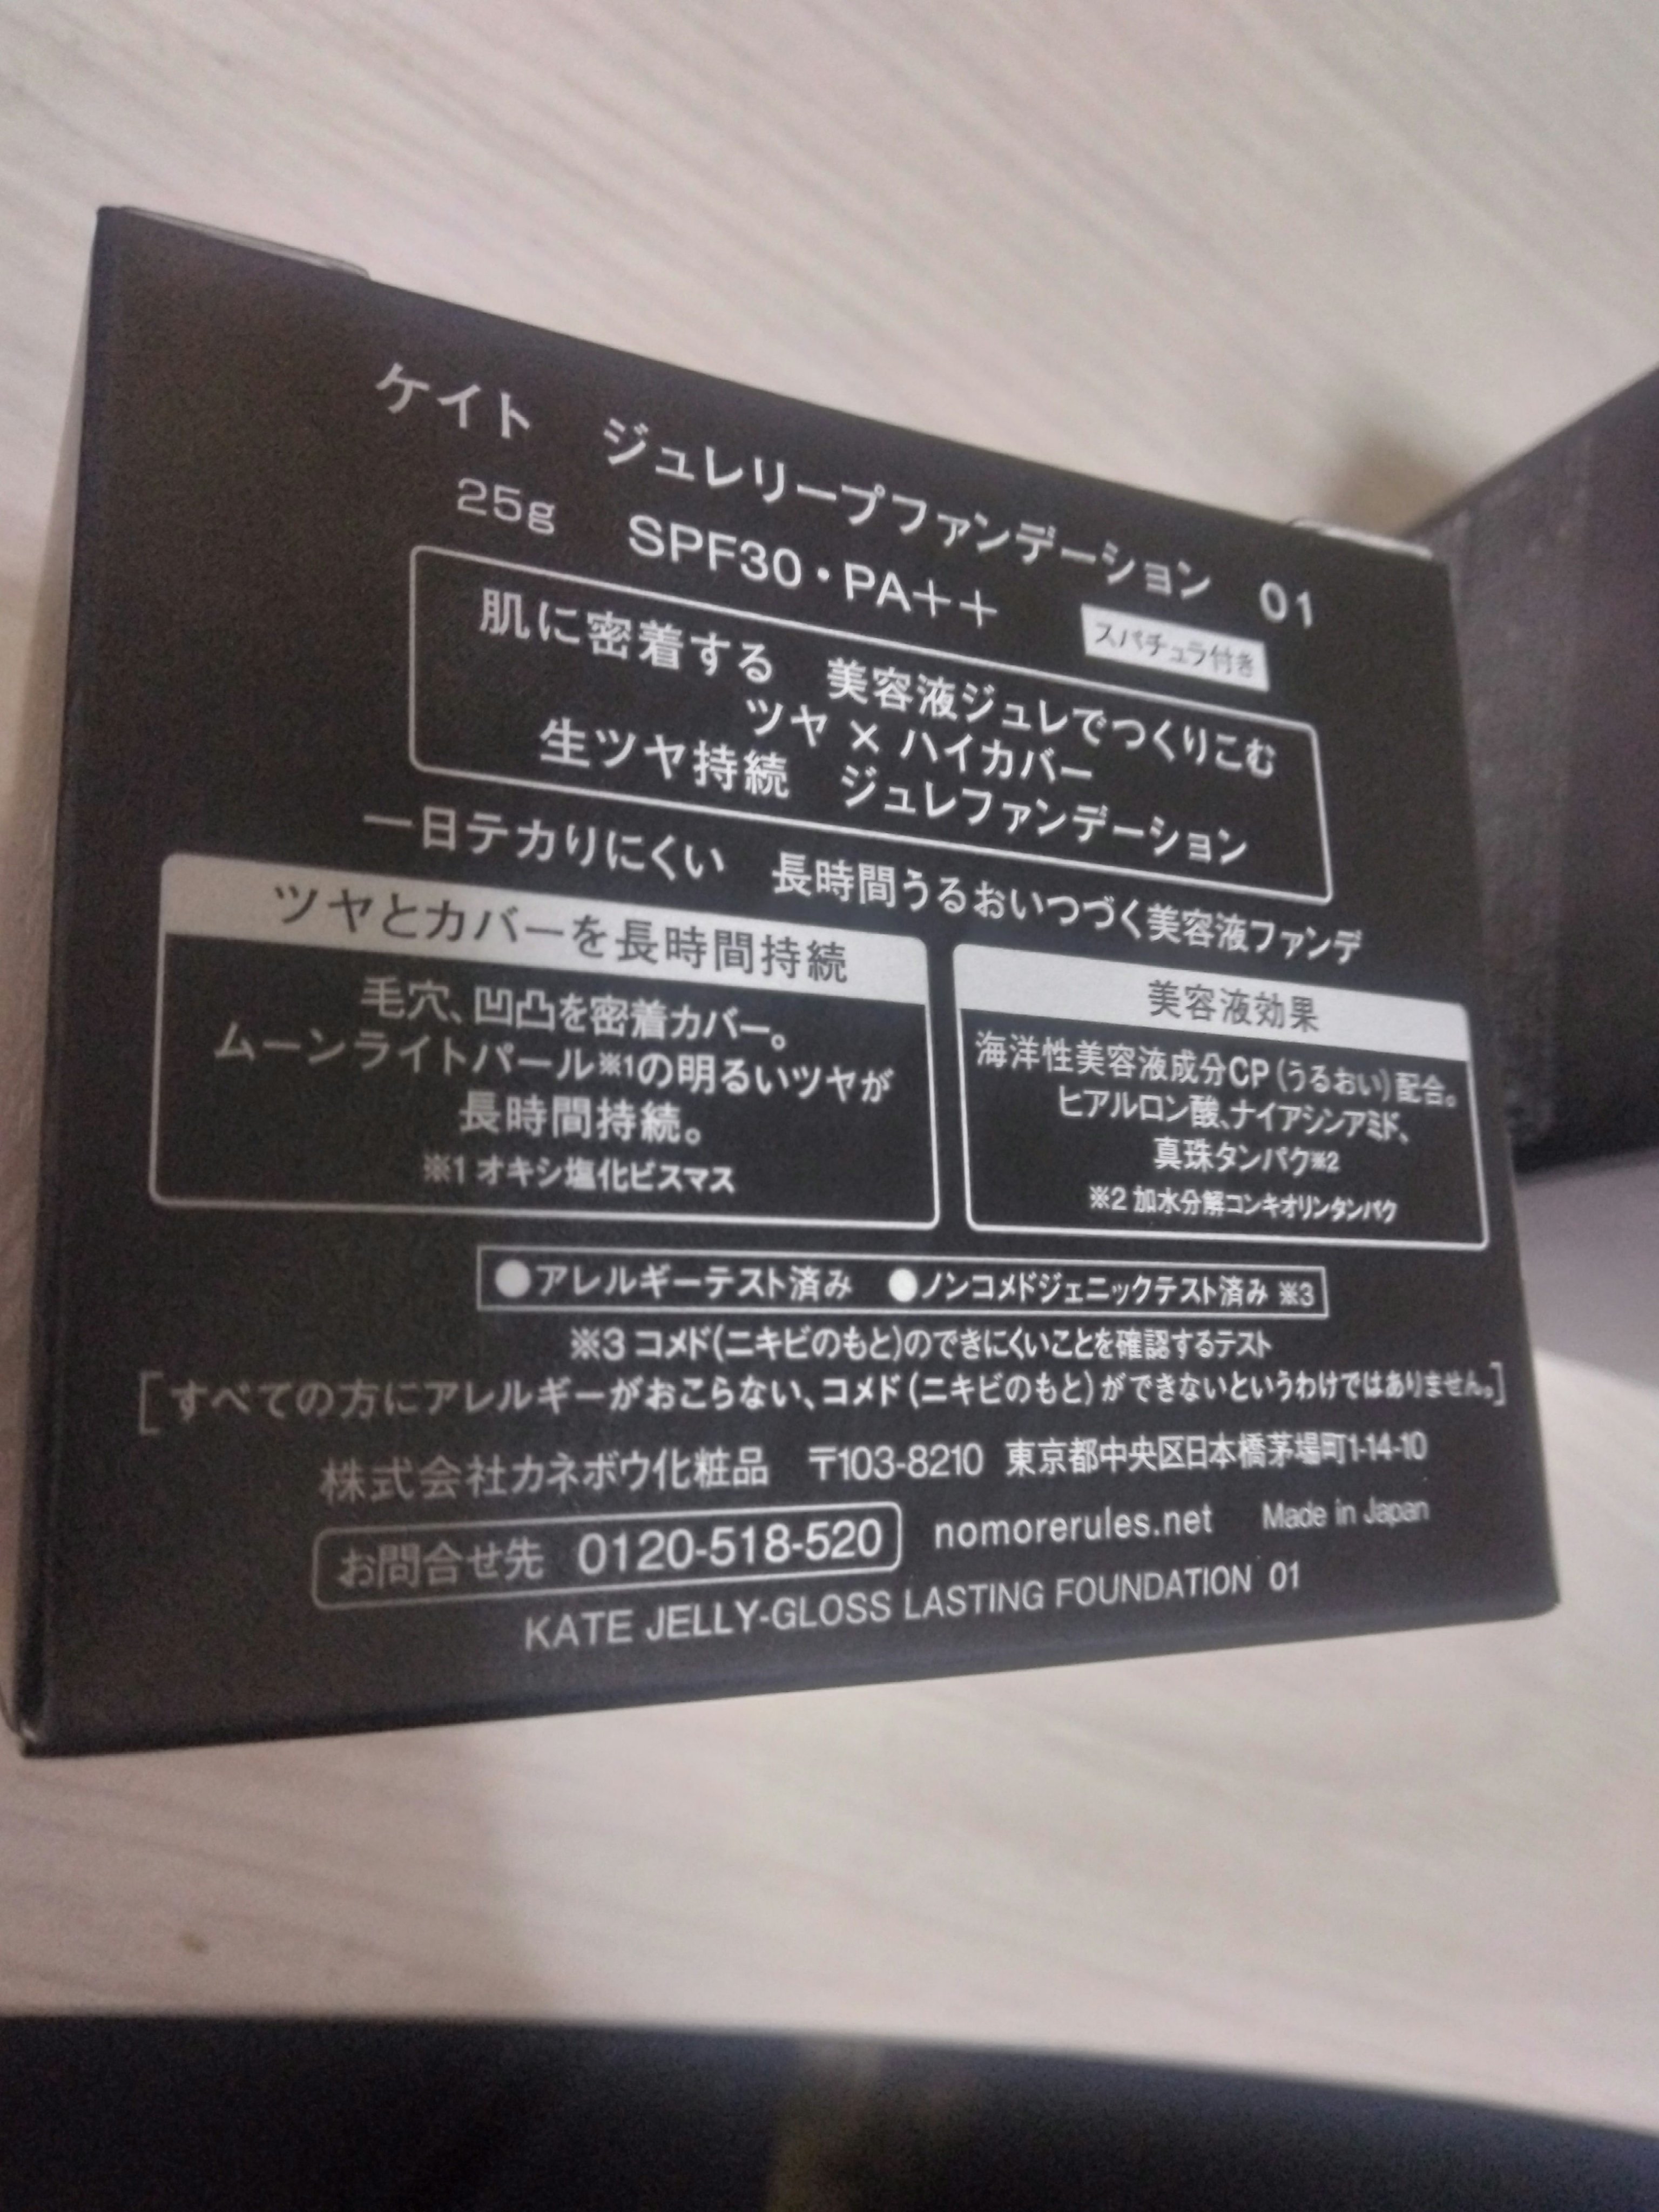 ケイト ジュレリープファンデーション 01
25g SPF30・PA++ スパチュラ付き
肌に密着する 美容液ジュレでつくりこむ
ツヤ×ハイカバー
生ツヤ持続 ジュレファンデーション
一日テカりにくい 長時間うるおいつづく美容液ファンデ
ツヤとカバーを長時間持続
毛穴、凹凸を密着カバー。
ムーンライトパール※1の明るいツヤが
長時間持続。
※1 オキシ塩化ビスマス
美容液効果
海洋性美容液成分CP(うるおい)配合。
ヒアルロン酸、ナイアシンアミド、
真珠タンパク※2
※2 加水分解コンキオリンタンパク
●アレルギーテスト済み ●ノンコメドジェニックテスト済み ※3
※3 コメド(ニキビのもと)のできにくいことを確認するテスト
[すべての方にアレルギーがおこらない、コメド(ニキビのもと)ができないというわけではありません。]
株式会社カネボウ化粧品 〒103-8210 東京都中央区日本橋茅場町1-14-10
お問合せ先 0120-518-520 nomorerules.net Made in Japan
KATE JELLY-GLOSS LASTING FOUNDATION 01